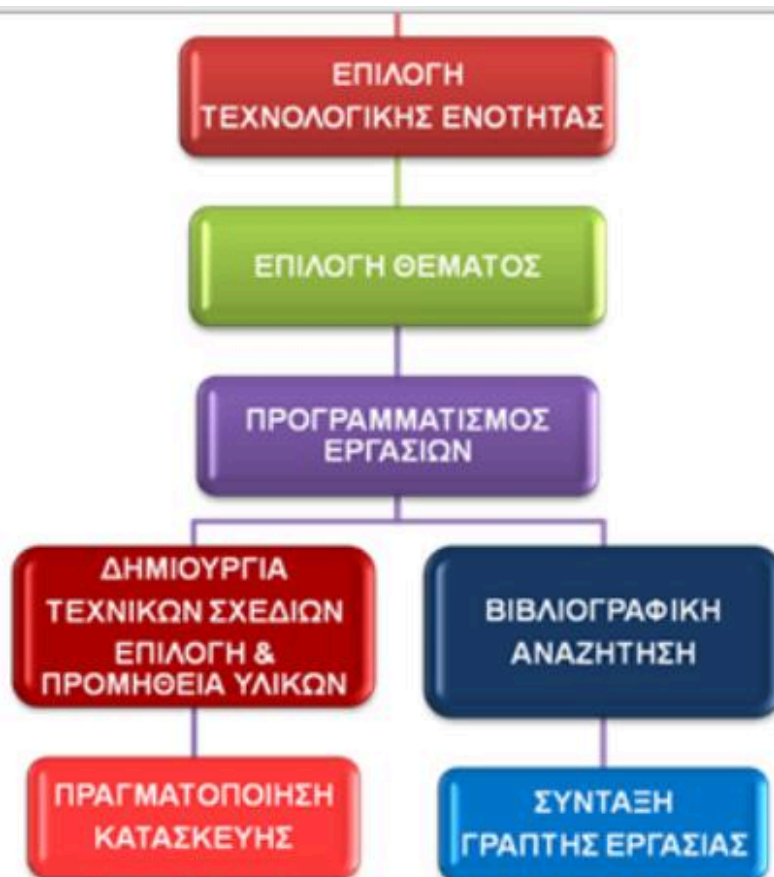 ΕΠΙΛΟΓΗ
ΤΕΧΝΟΛΟΓΙΚΗΣ ΕΝΟΤΗΤΑΣ
ΕΠΙΛΟΓΗ ΘΕΜΑΤΟΣ
ΠΡΟΓΡΑΜΜΑΤΙΣΜΟΣ
ΕΡΓΑΣΙΩΝ
ΔΗΜΙΟΥΡΓΙΑ
ΤΕΧΝΙΚΩΝ ΣΧΕΔΙΩΝ
ΕΠΙΛΟΓΗ &
ΠΡΟΜΗΘΕΙΑ ΥΛΙΚΩΝ
ΒΙΒΛΙΟΓΡΑΦΙΚΗ
ΑΝΑΖΗΤΗΣΗ
ΠΡΑΓΜΑΤΟΠΟΙΗΣΗ
ΚΑΤΑΣΚΕΥΗΣ
ΣΥΝΤΑΞΗ
ΓΡΑΠΤΗΣ ΕΡΓΑΣΙΑΣ